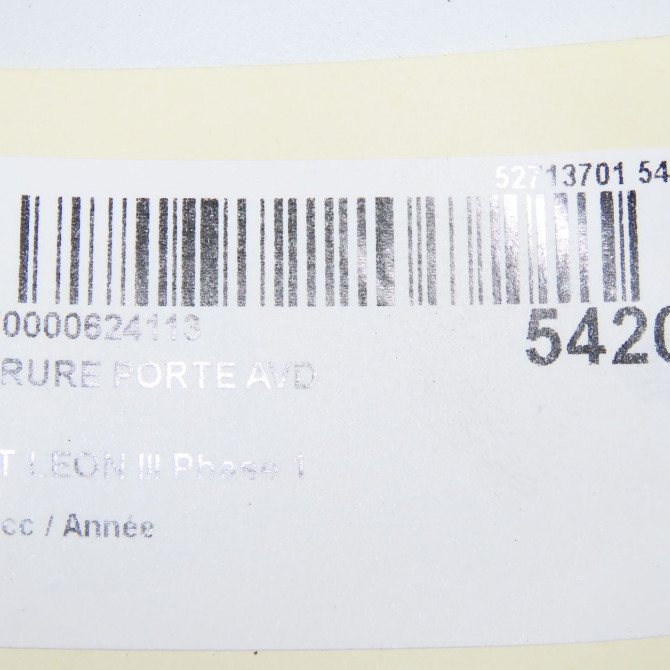 52713701 54
0000624113
5420
RURE PORTE AVD
T LEON III Phase 1
cc / Année